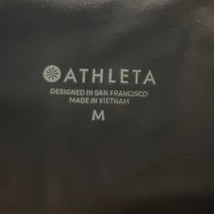 ATHLETA
DESIGNED IN SAN FRANCISCO
MADE IN VIETNAM
M